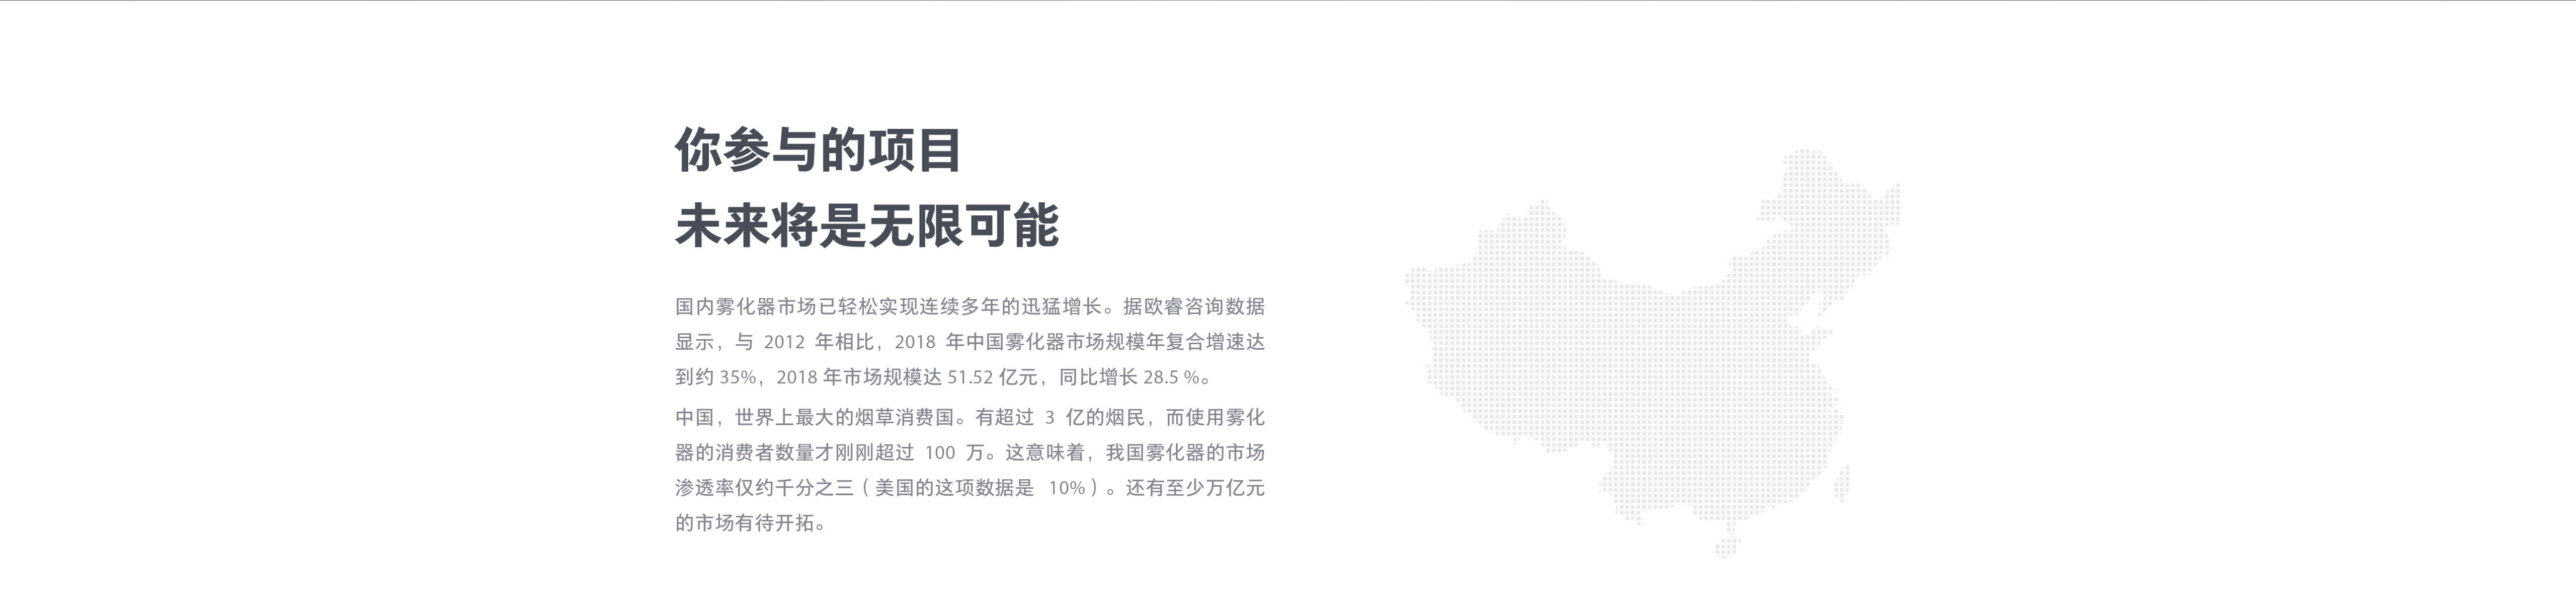 你参与的项目
未来将是无限可能
国内雾化器市场已轻松实现连续多年的迅猛增长。据欧睿咨询数据
显示，与 2012 年相比，2018 年中国雾化器市场规模年复合增速达
到约 35%，2018 年市场规模达 51.52 亿元，同比增长 28.5 %。
中国，世界上最大的烟草消费国。有超过 3 亿的烟民，而使用雾化
器的消费者数量才刚刚超过 100 万。这意味着，我国雾化器的市场
渗透率仅约千分之三（美国的这项数据是 10%）。还有至少万亿元
的市场有待开拓。